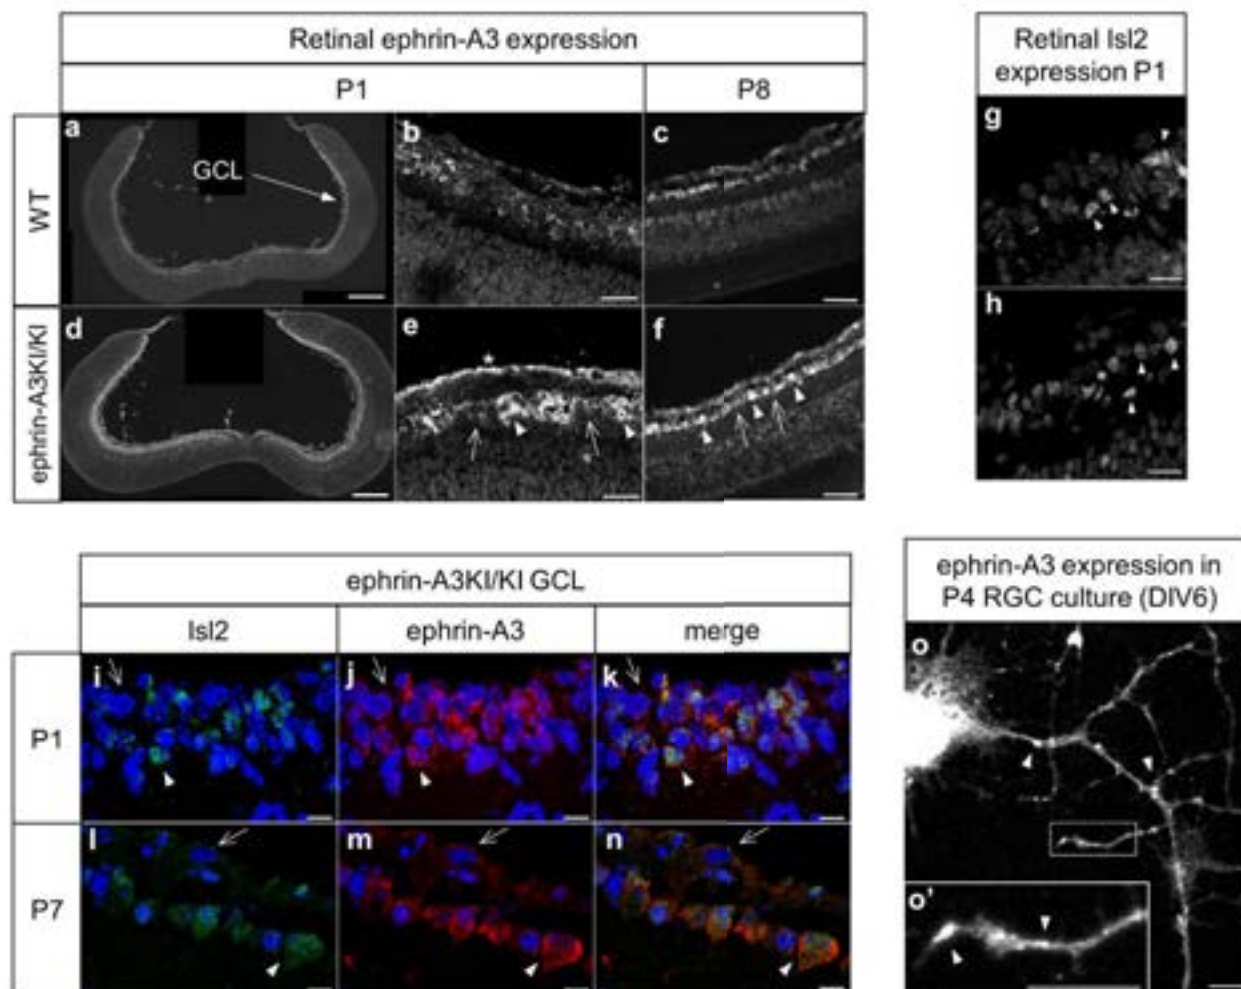 Retinal ephrin-A3 expression
P1
P8
WT
ephrin-A3KI/KI
a
GCL
b
c
d
e
*
f
Retinal Isl2
expression P1
g
h
ephrin-A3KI/KI GCL
Isl2
ephrin-A3
merge
P1
P7
i
j
k
l
m
n
ephrin-A3 expression in
P4 RGC culture (DIV6)
o
o'